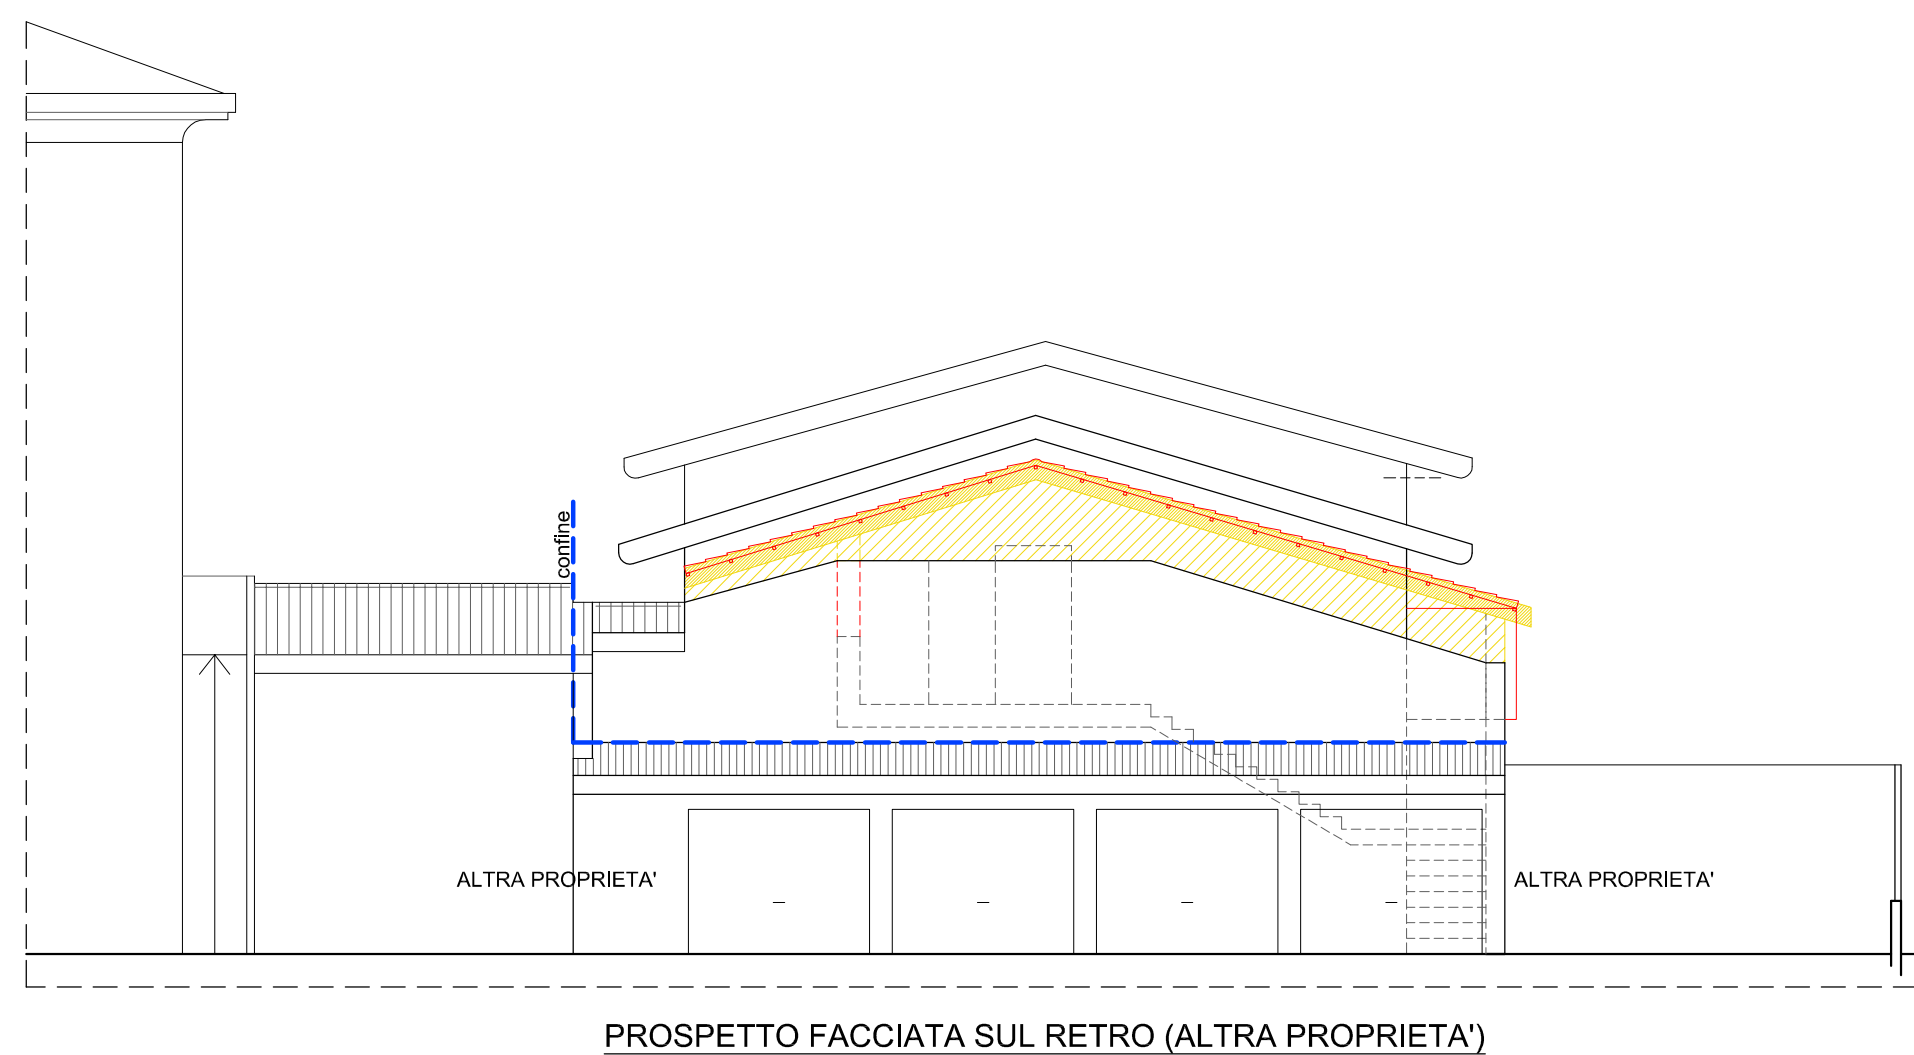 confine
ALTRA PROPRIETA'
ALTRA PROPRIETA'
PROSPETTO FACCIATA SUL RETRO (ALTRA PROPRIETA')